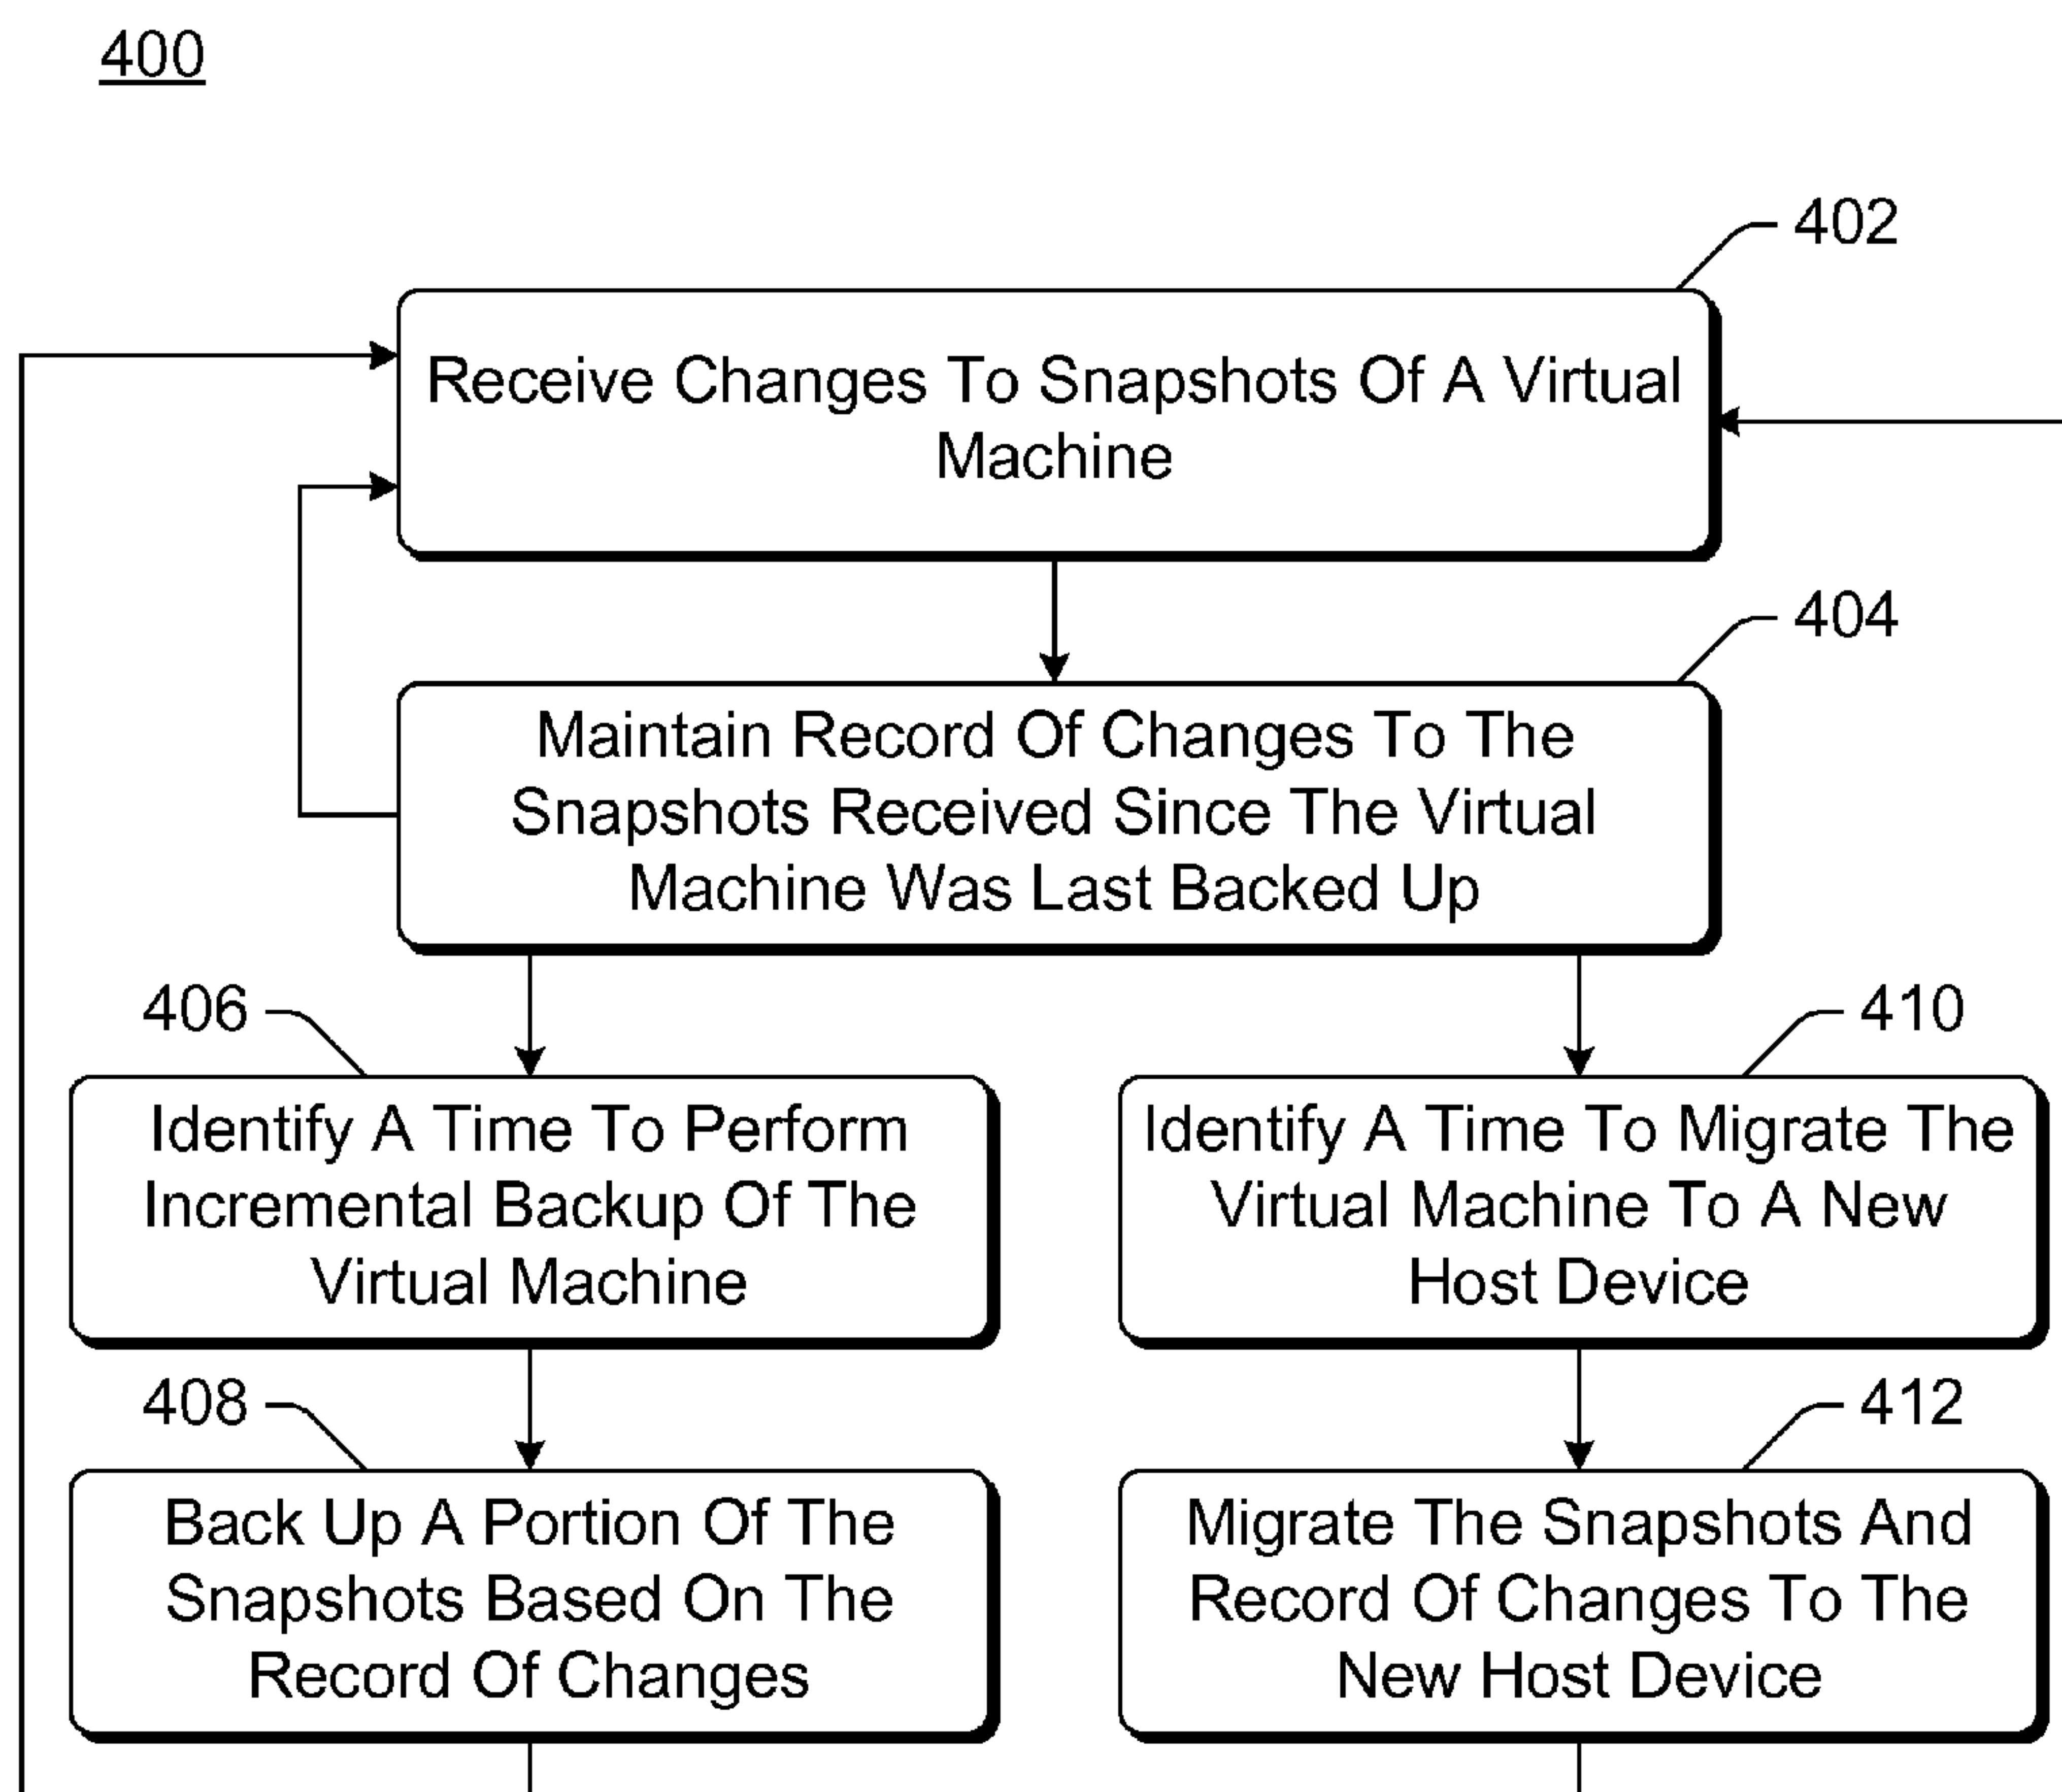 400
402
Receive Changes To Snapshots Of A Virtual
Machine
404
Maintain Record Of Changes To The
Snapshots Received Since The Virtual
Machine Was Last Backed Up
406
Identify A Time To Perform
Incremental Backup Of The
Virtual Machine
410
Identify A Time To Migrate The
Virtual Machine To A New
Host Device
408
Back Up A Portion Of The
Snapshots Based On The
Record Of Changes
412
Migrate The Snapshots And
Record Of Changes To The
New Host Device